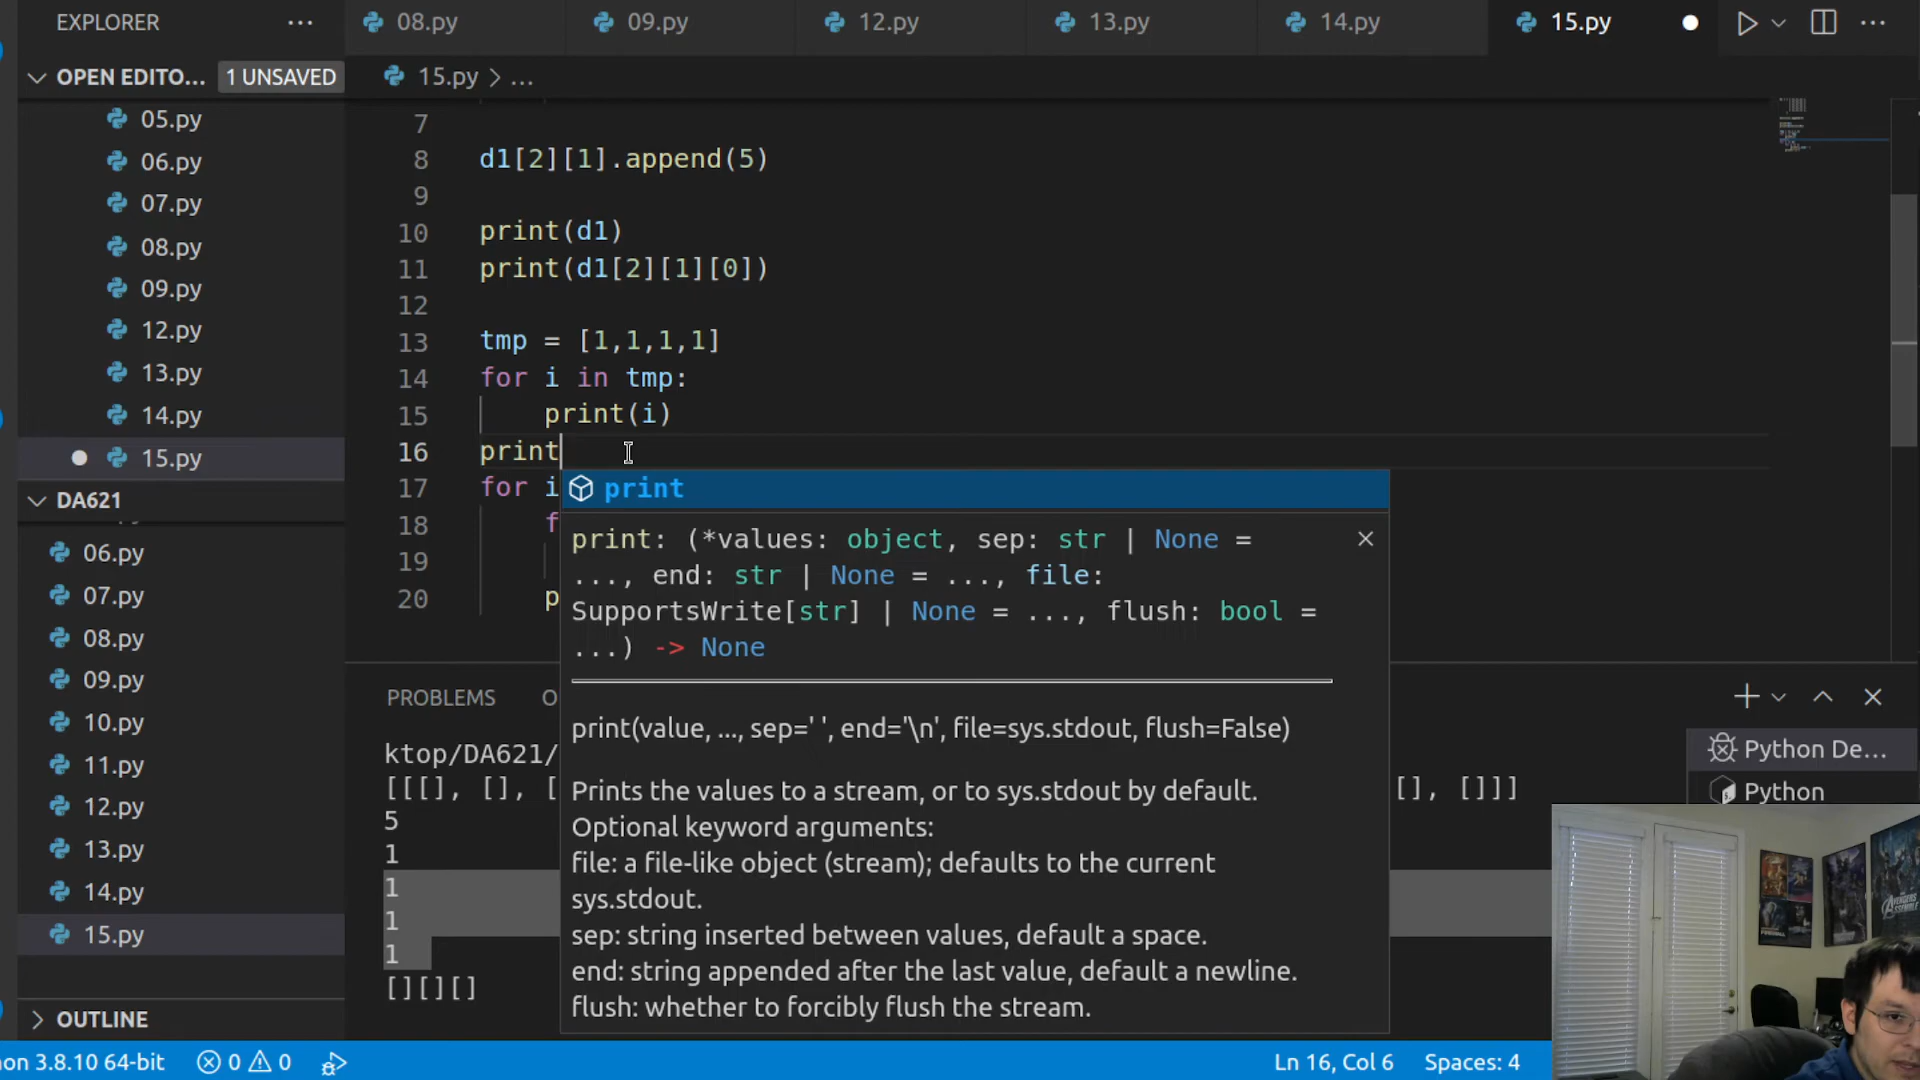 EXPLORER ...
OPEN EDITO... 1 UNSAVED
05.py
06.py
07.py
08.py
09.py
12.py
13.py
14.py
15.py
DA621
06.py
07.py
08.py
09.py
10.py
11.py
12.py
13.py
14.py
15.py
OUTLINE
08.py 09.py 12.py 13.py 14.py 15.py
15.py > ...
7
8 d1[2][1].append(5)
9
10 print(d1)
11 print(d1[2][1][0])
12
13 tmp = [1,1,1,1]
14 for i in tmp:
15 print(i)
16 print
17 for i
18 f
19
20 p
print
print: (*values: object, sep: str | None =
..., end: str | None = ..., file:
SupportsWrite[str] | None = ..., flush: bool =
...) -> None
print(value, ..., sep=' ', end='\n', file=sys.stdout, flush=False)
Prints the values to a stream, or to sys.stdout by default.
Optional keyword arguments:
file: a file-like object (stream); defaults to the current
sys.stdout.
sep: string inserted between values, default a space.
end: string appended after the last value, default a newline.
flush: whether to forcibly flush the stream.
PROBLEMS O
ktop/DA621/
[[[], [], [ [], []]]
5
1
1
1
1
[][][]
Python De...
Python
AVENGERS
ASSEMBLE
hon 3.8.10 64-bit 0 0 Ln 16, Col 6 Spaces: 4